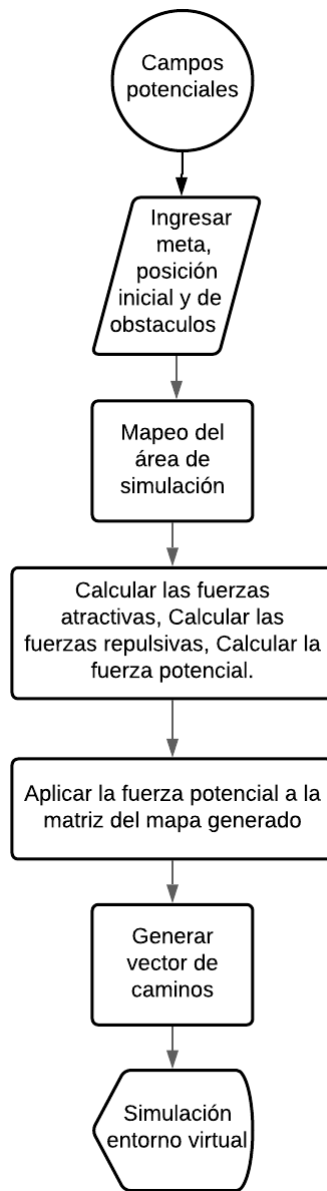 Campos
potenciales
Ingresar
meta,
posición
inicial y de
obstaculos
Mapeo del
área de
simulación
Calcular las fuerzas
atractivas, Calcular las
fuerzas repulsivas, Calcular la
fuerza potencial.
Aplicar la fuerza potencial a la
matriz del mapa generado
Generar
vector de
caminos
Simulación
entorno virtual